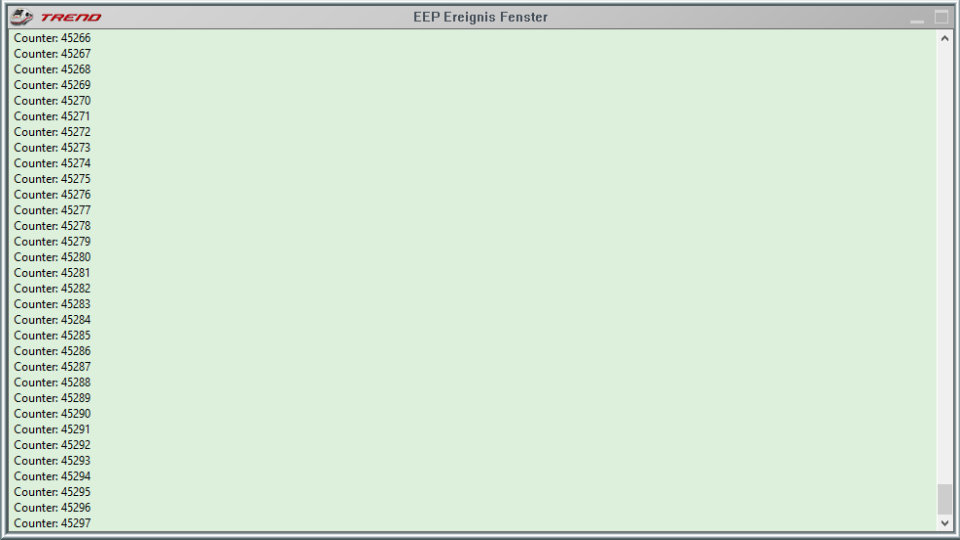 TREND
EEP Ereignis Fenster
Counter: 45266
Counter: 45267
Counter: 45268
Counter: 45269
Counter: 45270
Counter: 45271
Counter: 45272
Counter: 45273
Counter: 45274
Counter: 45275
Counter: 45276
Counter: 45277
Counter: 45278
Counter: 45279
Counter: 45280
Counter: 45281
Counter: 45282
Counter: 45283
Counter: 45284
Counter: 45285
Counter: 45286
Counter: 45287
Counter: 45288
Counter: 45289
Counter: 45290
Counter: 45291
Counter: 45292
Counter: 45293
Counter: 45294
Counter: 45295
Counter: 45296
Counter: 45297